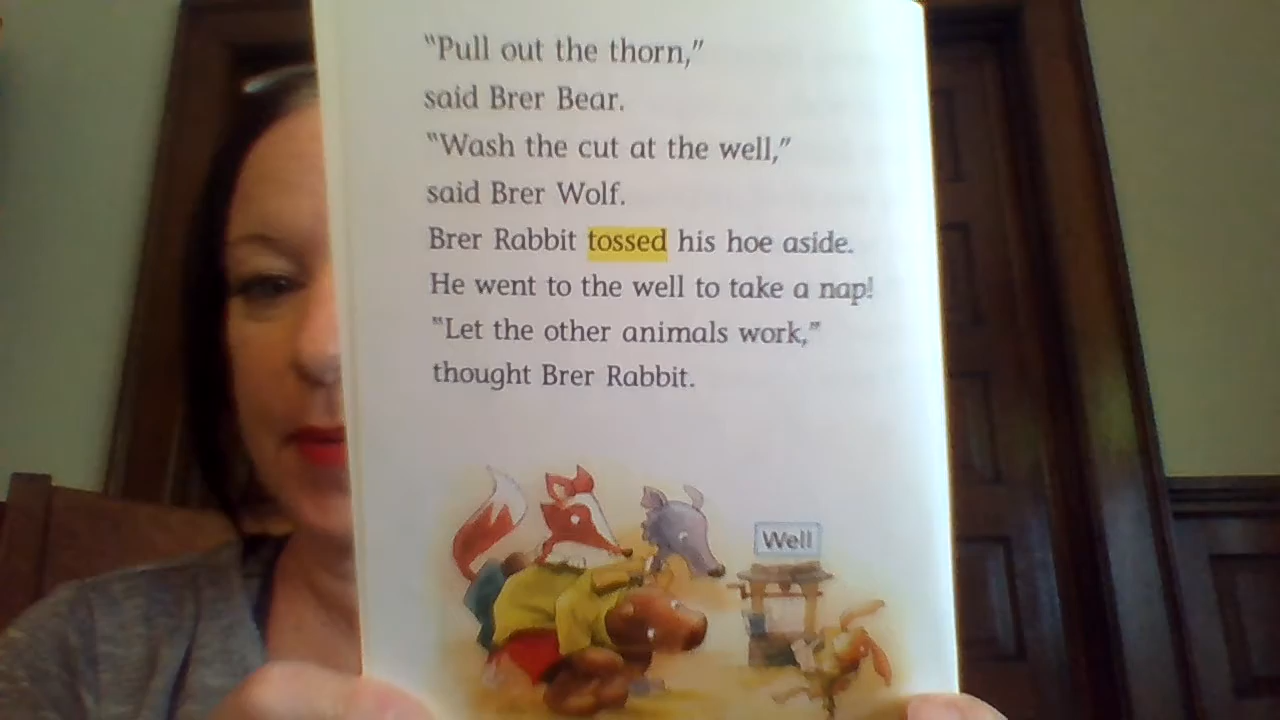 "Pull out the thorn,"
said Brer Bear.
"Wash the cut at the well,"
said Brer Wolf.
Brer Rabbit tossed his hoe aside.
He went to the well to take a nap!
"Let the other animals work,"
thought Brer Rabbit.
Well